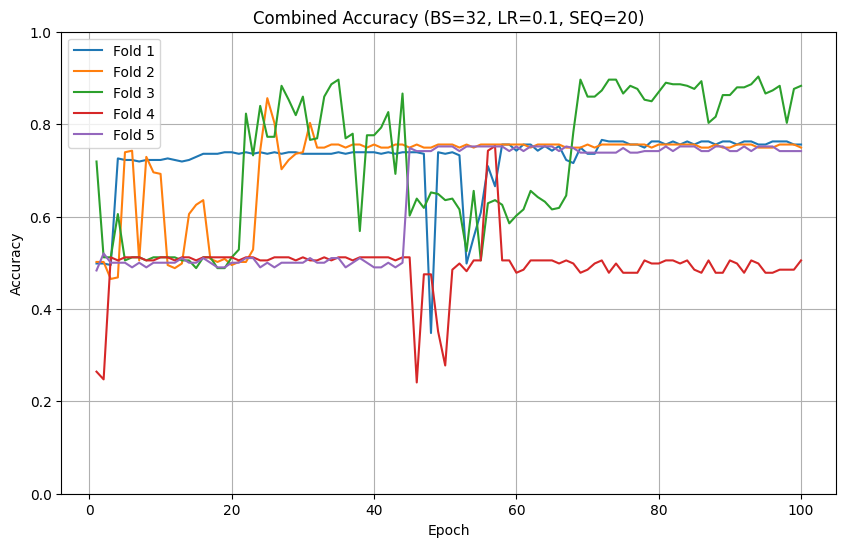 Combined Accuracy (BS=32, LR=0.1, SEQ=20)
Fold 1
Fold 2
Fold 3
Fold 4
Fold 5
1.0
0.8
0.6
0.4
0.2
0.0
Accuracy
0 20 40 60 80 100
Epoch